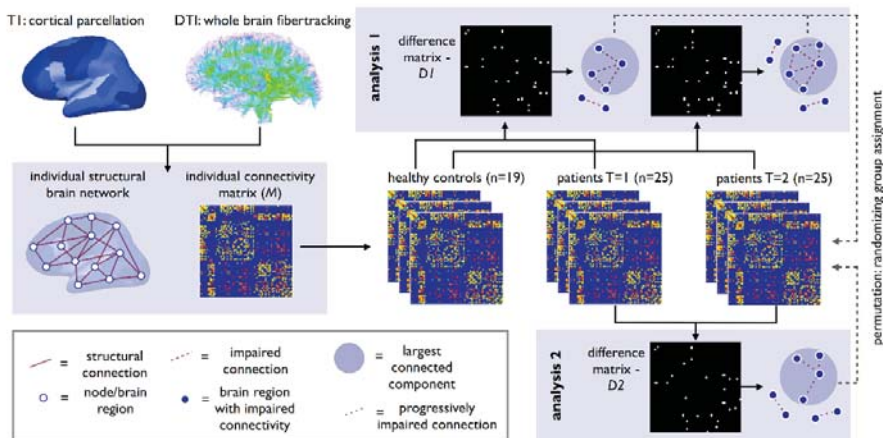 T1: cortical parcellation
DTI: whole brain fibertracking
analysis 1
difference
matrix -
D1
individual structural
brain network
individual connectivity
matrix (M)
healthy controls (n=19)
patients T=1 (n=25)
patients T=2 (n=25)
permutation: randomizing group assignment
= structural
connection
= impaired
connection
= largest
connected
component
= node/brain
region
= brain region
with impaired
connectivity
= progressively
impaired connection
analysis 2
difference
matrix -
D2